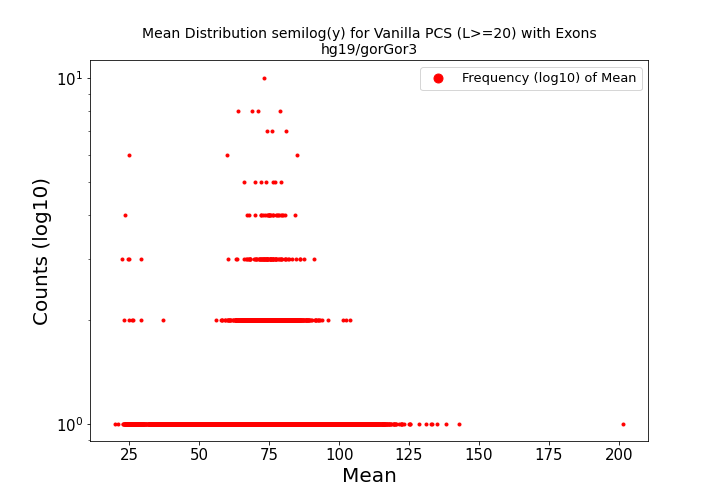 Mean Distribution semilog(y) for Vanilla PCS (L>=20) with Exons
hg19/gorGor3
Frequency (log10) of Mean
Counts (log10)
10¹
10⁰
25 50 75 100 125 150 175 200
Mean